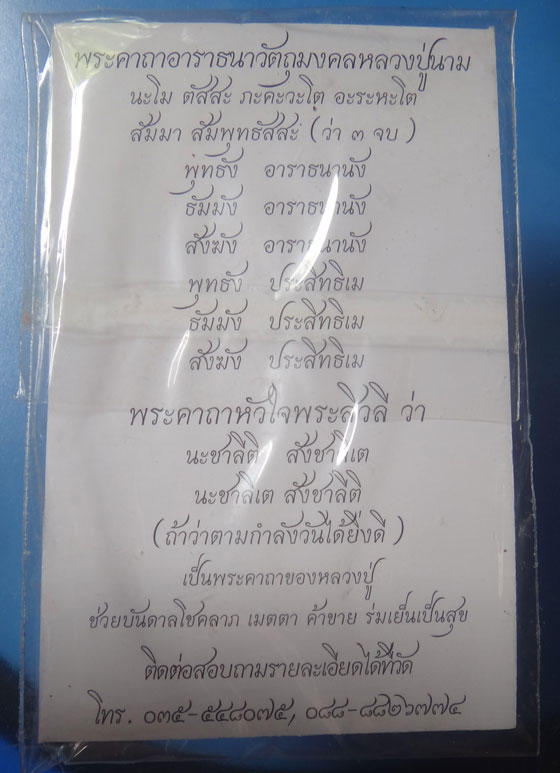 พระคาถาอาราธนาวัตถุมงคลหลวงปู่นาม
นะโม ตัสสะ ภะคะวะโต อะระหะโต
สัมมา สัมพุทธัสสะ (ว่า ๓ จบ)
พุทธัง อาราธนานัง
ธัมมัง อาราธนานัง
สังฆัง อาราธนานัง
พุทธัง ประสิทธิเม
ธัมมัง ประสิทธิเม
สังฆัง ประสิทธิเม
พระคาถาหัวใจพระสิวลี ว่า
นะชาลีติ สังชาลิเต
นะชาลิเต สังชาลีติ
(ถ้าว่าตามกำลังวันได้ยิ่งดี)
เป็นพระคาถาของหลวงปู่
ช่วยบันดาลโชคลาภ เมตตา ค้าขาย ร่มเย็นเป็นสุข
ติดต่อสอบถามรายละเอียดได้ที่วัด
โทร. ๐๓๕-๕๔๘๐๗๕, ๐๘๘-๘๘๒๖๗๗๔